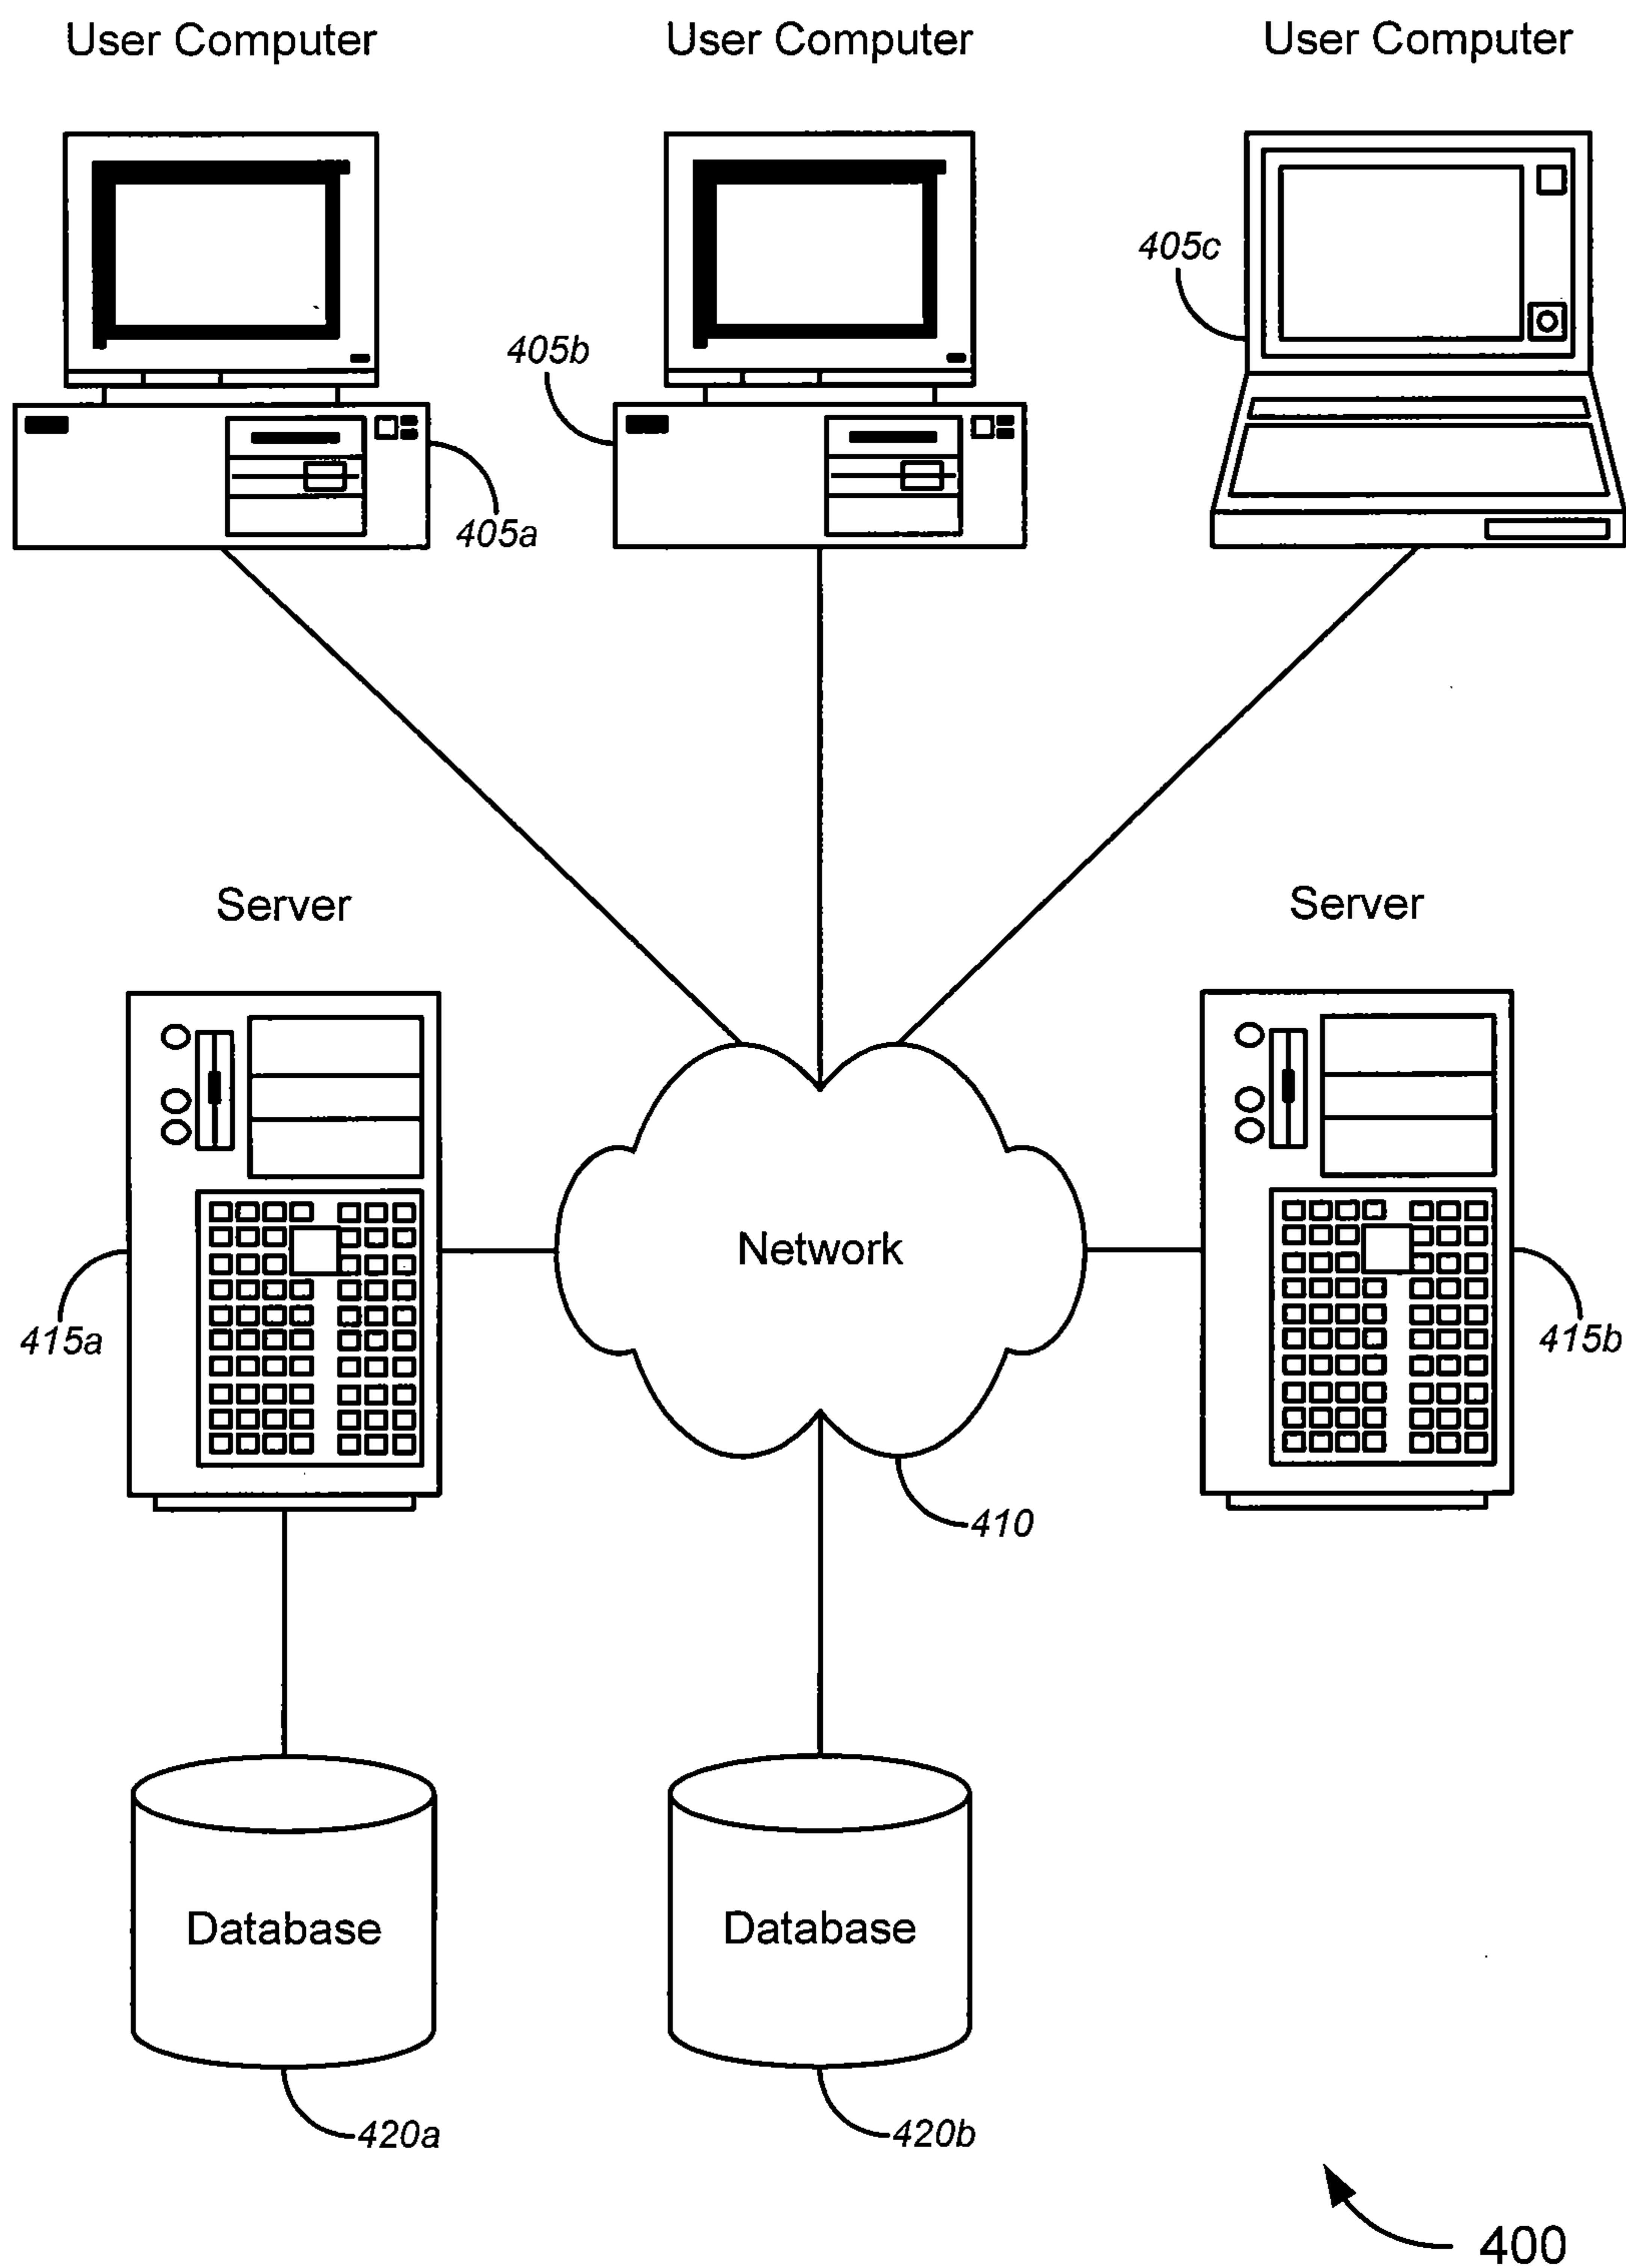 User Computer
User Computer
User Computer
405c
405b
405a
Server
Server
Network
415a
415b
410
Database
Database
420a
420b
400